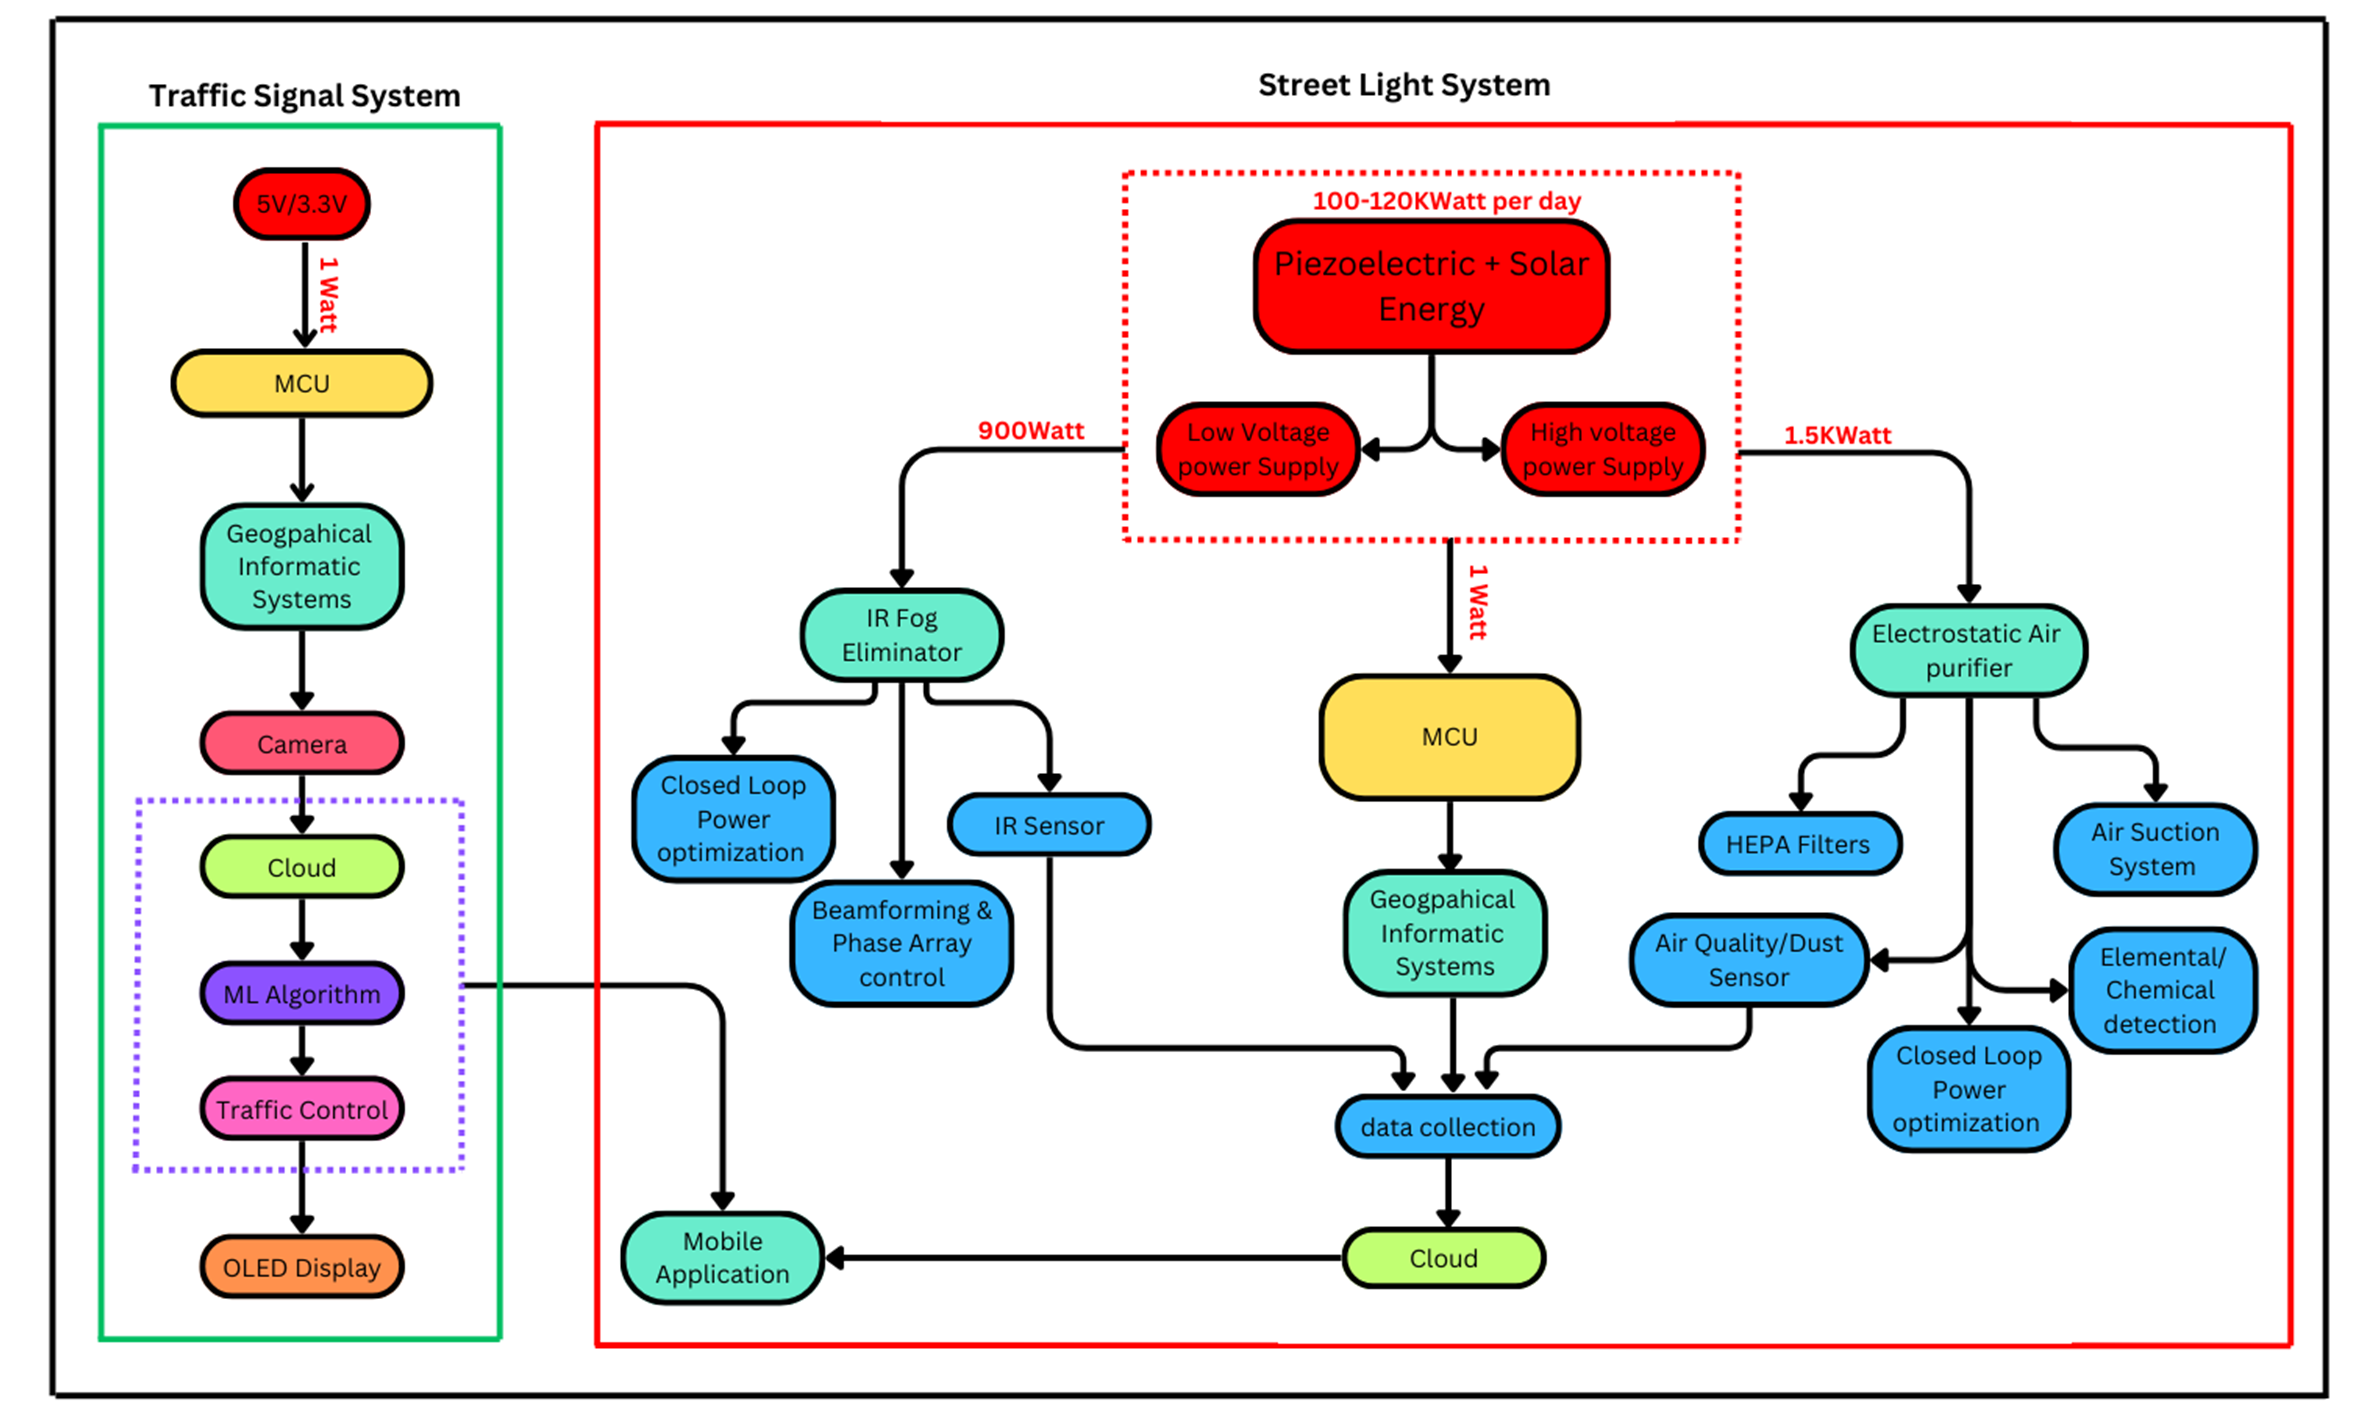 Traffic Signal System
5V/3.3V
1 Watt
MCU
Geogpahical
Informatic
Systems
Camera
Cloud
ML Algorithm
Traffic Control
OLED Display
Street Light System
100-120KWatt per day
Piezoelectric + Solar
Energy
Low Voltage
power Supply
High voltage
power Supply
900Watt
1.5KWatt
1 Watt
IR Fog
Eliminator
Closed Loop
Power
optimization
Beamforming &
Phase Array
control
IR Sensor
MCU
Geogpahical
Informatic
Systems
Electrostatic Air
purifier
HEPA Filters
Air Suction
System
Air Quality/Dust
Sensor
Elemental/
Chemical
detection
Closed Loop
Power
optimization
data collection
Cloud
Mobile
Application